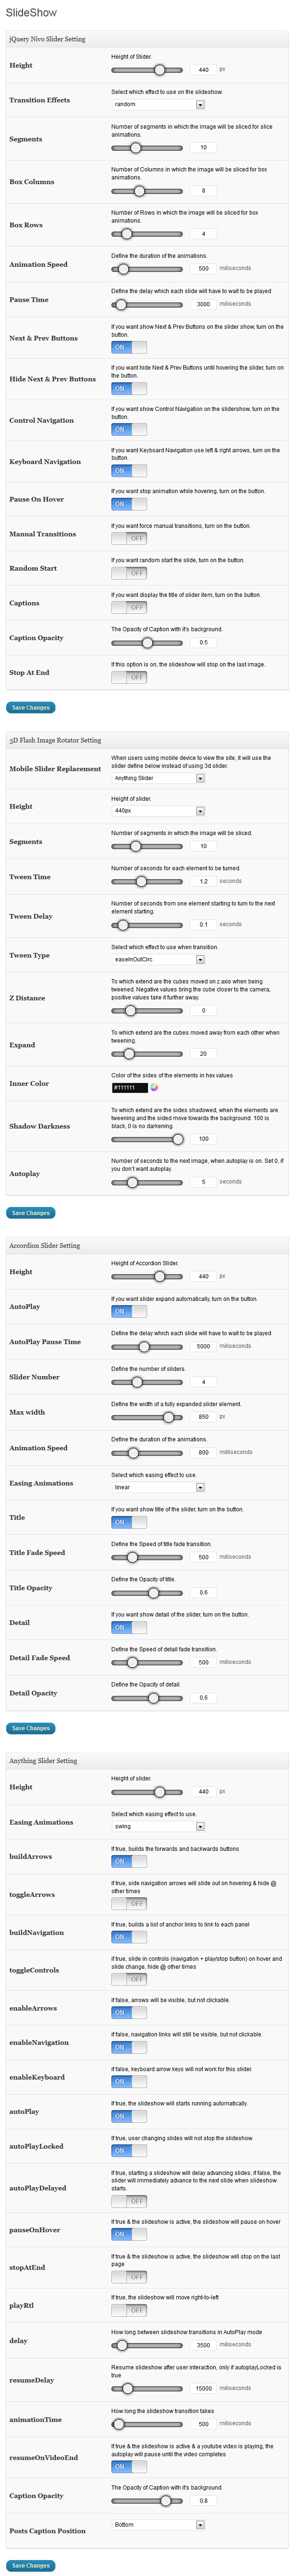 SlideShow
jQuery Nivo Slider Setting
Height
Height of Slider.
440 px
Transition Effects
Select which effect to use on the slideshow.
random
Segments
Number of segments in which the image will be sliced for slice
animations.
10
Box Columns
Number of Columns in which the image will be sliced for box
animations.
8
Box Rows
Number of Rows in which the image will be sliced for box
animations.
4
Animation Speed
Define the duration of the animations.
500 miliseconds
Pause Time
Define the delay which each slide will have to wait to be played
3000 miliseconds
Next & Prev Buttons
If you want show Next & Prev Buttons on the slider show, turn on the
button.
ON
Hide Next & Prev Buttons
If you want hide Next & Prev Buttons until hovering the slider, turn on
the button.
ON
Control Navigation
If you want show Control Navigation on the slidershow, turn on the
button.
ON
Keyboard Navigation
If you want Keyboard Navigation use left & right arrows, turn on the
button.
ON
Pause On Hover
If you want stop animation while hovering, turn on the button.
ON
Manual Transitions
If you want force manual transitions, turn on the button.
OFF
Random Start
If you want random start the slide, turn on the button.
OFF
Captions
If you want display the title of slider item, turn on the button.
OFF
Caption Opacity
The Opacity of Caption with it's background.
0.5
Stop At End
If this option is on, the slideshow will stop on the last image.
OFF
Save Changes
3D Flash Image Rotator Setting
Mobile Slider Replacement
When users using mobile device to view the site, it will use the
slider define below instead of using 3d slider.
Anything Slider
Height
Height of slider.
440px
Segments
Number of segments in which the image will be sliced.
10
Tween Time
Number of seconds for each element to be turned.
1.2 seconds
Tween Delay
Number of seconds from one element starting to turn to the next
element starting.
0.1 seconds
Tween Type
Select which effect to use when transition.
easeInOutCirc
Z Distance
To which extend are the cubes moved on z axis when being
tweened. Negative values bring the cube closer to the camera,
positive values take it further away.
0
Expand
To which extend are the cubes moved away from each other when
tweening.
20
Inner Color
Color of the sides of the elements in hex values
#111111
Shadow Darkness
To which extend are the sides shadowed, when the elements are
tweening and the sided move towards the background. 100 is
black, 0 is no darkening.
100
Autoplay
Number of seconds to the next image, when autoplay is on. Set 0, if
you don't want autoplay.
5 seconds
Save Changes
Accordion Slider Setting
Height
Height of Accordion Slider.
440 px
AutoPlay
If you want slider expand automatically, turn on the button.
ON
AutoPlay Pause Time
Define the delay which each slide will have to wait to be played
5000 miliseconds
Slider Number
Define the number of sliders.
4
Max width
Define the width of a fully expanded slider element.
850 px
Animation Speed
Define the duration of the animations.
800 miliseconds
Easing Animations
Select which easing effect to use.
linear
Title
If you want show title of the slider, turn on the button.
ON
Title Fade Speed
Define the Speed of title fade transition.
500 miliseconds
Title Opacity
Define the Opacity of title.
0.6
Detail
If you want show detail of the slider, turn on the button.
ON
Detail Fade Speed
Define the Speed of detail fade transition.
500 miliseconds
Detail Opacity
Define the Opacity of detail.
0.6
Save Changes
Anything Slider Setting
Height
Height of slider.
440 px
Easing Animations
Select which easing effect to use.
swing
buildArrows
If true, builds the forwards and backwards buttons
ON
toggleArrows
if true, side navigation arrows will slide out on hovering & hide @
other times
OFF
buildNavigation
If true, builds a list of anchor links to link to each panel
ON
toggleControls
if true, slide in controls (navigation + play/stop button) on hover and
slide change, hide @ other times
OFF
enableArrows
if false, arrows will be visible, but not clickable.
ON
enableNavigation
if false, navigation links will still be visible, but not clickable.
ON
enableKeyboard
if false, keyboard arrow keys will not work for this slider.
ON
autoPlay
If true, the slideshow will starts running automatically.
ON
autoPlayLocked
If true, user changing slides will not stop the slideshow.
ON
autoPlayDelayed
If true, starting a slideshow will delay advancing slides; if false, the
slider will immediately advance to the next slide when slideshow
starts.
OFF
pauseOnHover
If true & the slideshow is active, the slideshow will pause on hover
ON
stopAtEnd
If true & the slideshow is active, the slideshow will stop on the last
page
OFF
playRtl
If true, the slideshow will move right-to-left
OFF
delay
How long between slideshow transitions in AutoPlay mode
3500 miliseconds
resumeDelay
Resume slideshow after user interaction, only if autoplayLocked is
true
15000 miliseconds
animationTime
How long the slideshow transition takes
500 miliseconds
resumeOnVideoEnd
If true & the slideshow is active & a youtube video is playing, the
autoplay will pause until the video completes
ON
Caption Opacity
The Opacity of Caption with it's background.
0.8
Posts Caption Position
Bottom
Save Changes